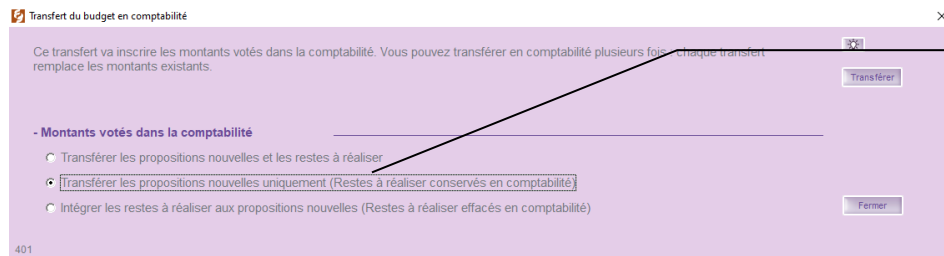 Transfert du budget en comptabilité
Ce transfert va inscrire les montants votés dans la comptabilité. Vous pouvez transférer en comptabilité plusieurs fois - chaque transfert
remplace les montants existants.
Transférer
- Montants votés dans la comptabilité
Transférer les propositions nouvelles et les restes à réaliser
Transférer les propositions nouvelles uniquement (Restes à réaliser conservés en comptabilité)
Intégrer les restes à réaliser aux propositions nouvelles (Restes à réaliser effacés en comptabilité)
Fermer
401